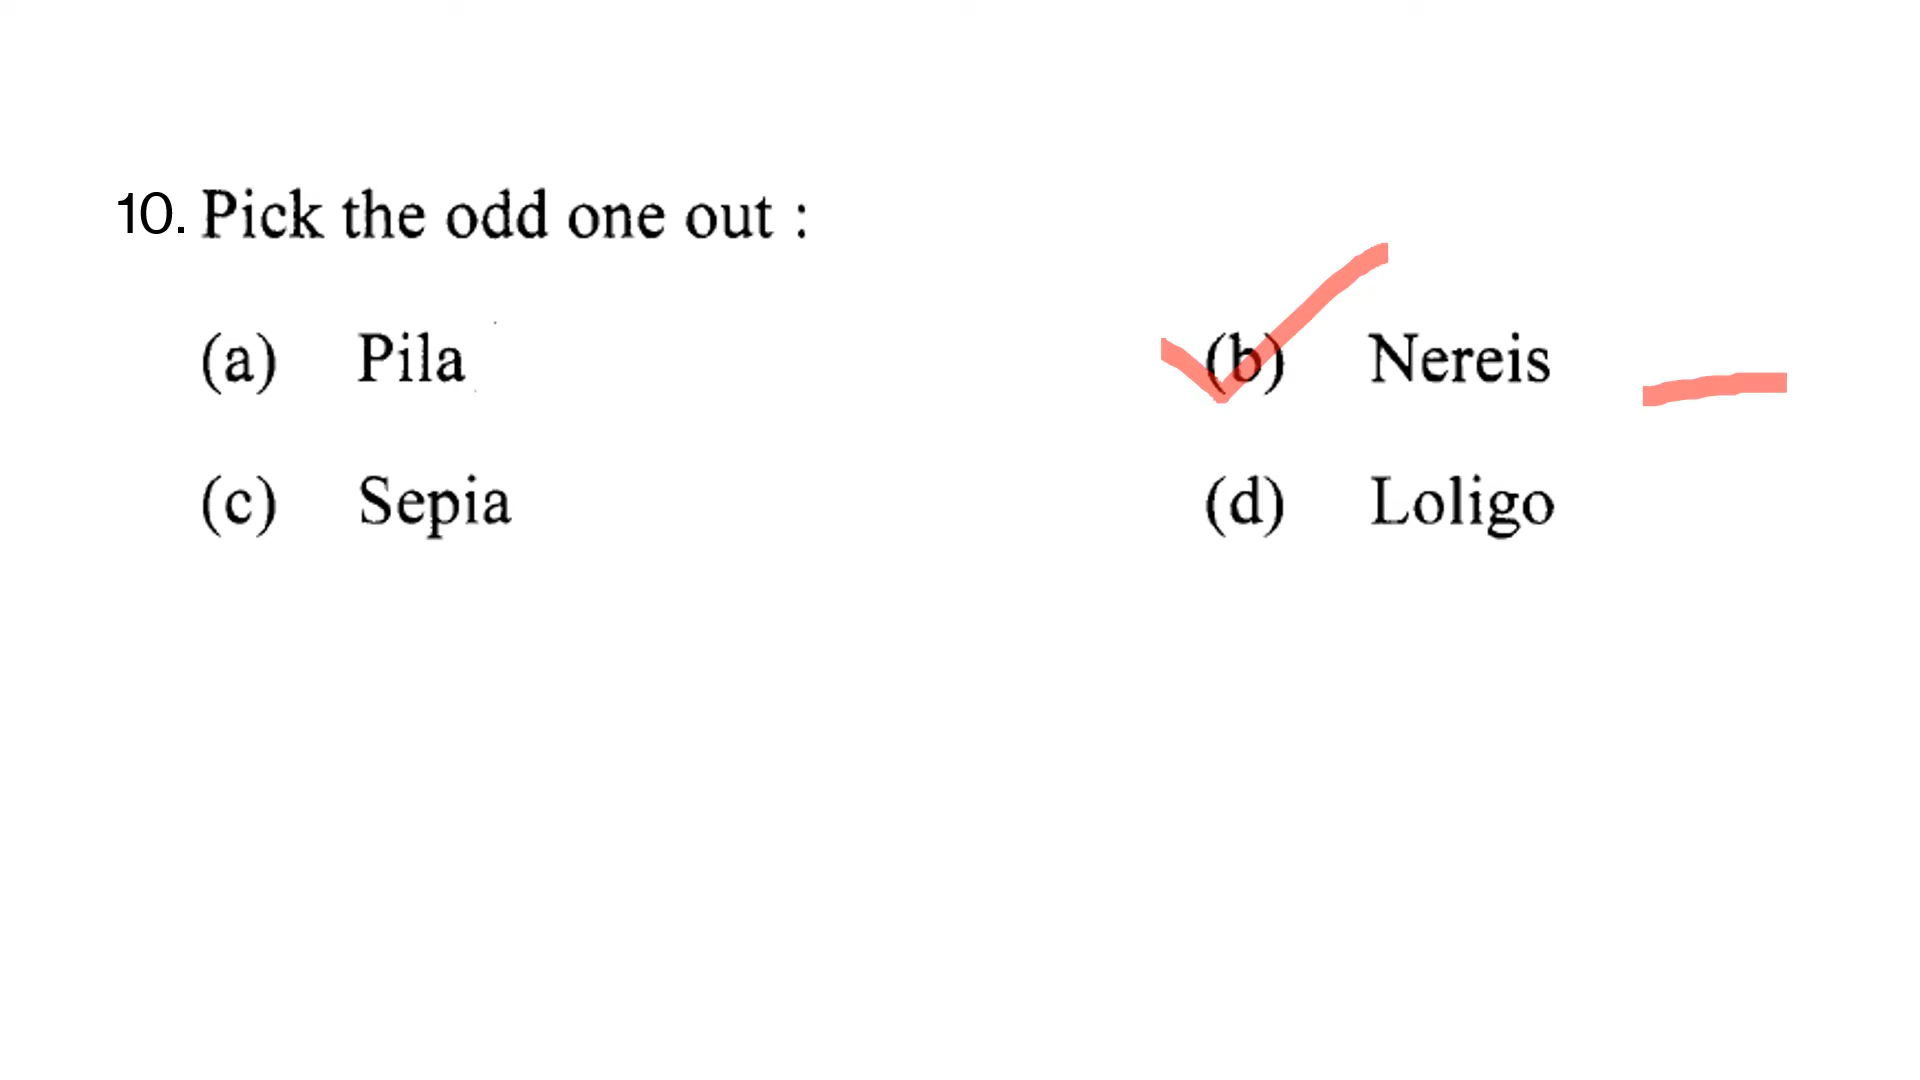 10. Pick the odd one out :
(a) Pila (b) Nereis
(c) Sepia (d) Loligo